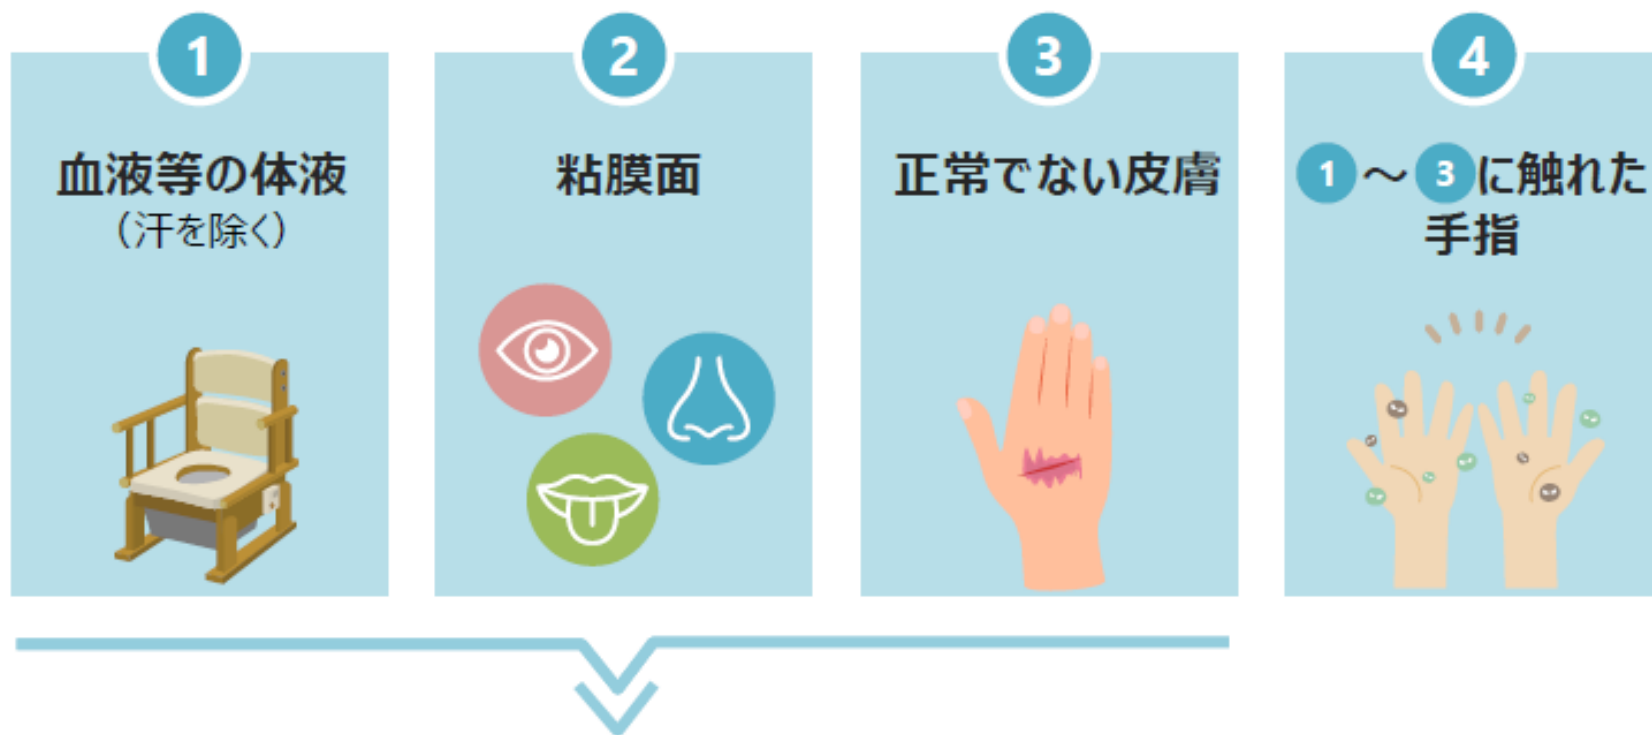 1
血液等の体液
（汗を除く）
2
粘膜面
3
正常でない皮膚
4
1～3に触れた
手指